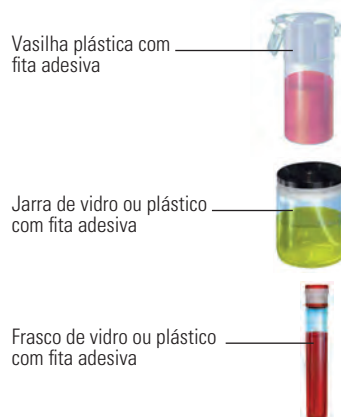 Vasilha plástica com
fita adesiva
Jarra de vidro ou plástico
com fita adesiva
Frasco de vidro ou plástico
com fita adesiva